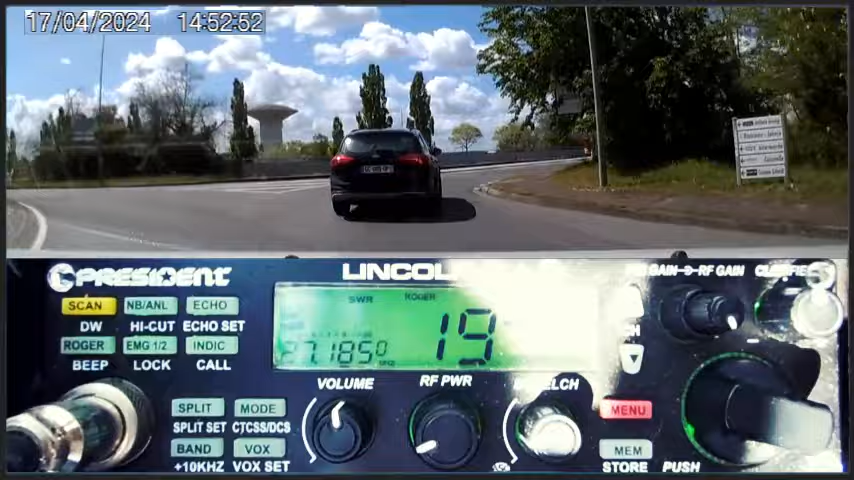 17/04/2024 14:52:52
PRESIDENT
LINCOL
RF GAIN
SCAN NB/ANL ECHO
DW HI-CUT ECHO SET
ROGER EMG 1/2 INDIC
BEEP LOCK CALL
SWR ROGER
27.1850
19
VOLUME RF PWR
SPLIT MODE
SPLIT SET CTCSS/DCS
BAND VOX
+10KHZ VOX SET
MENU
MEM
STORE PUSH